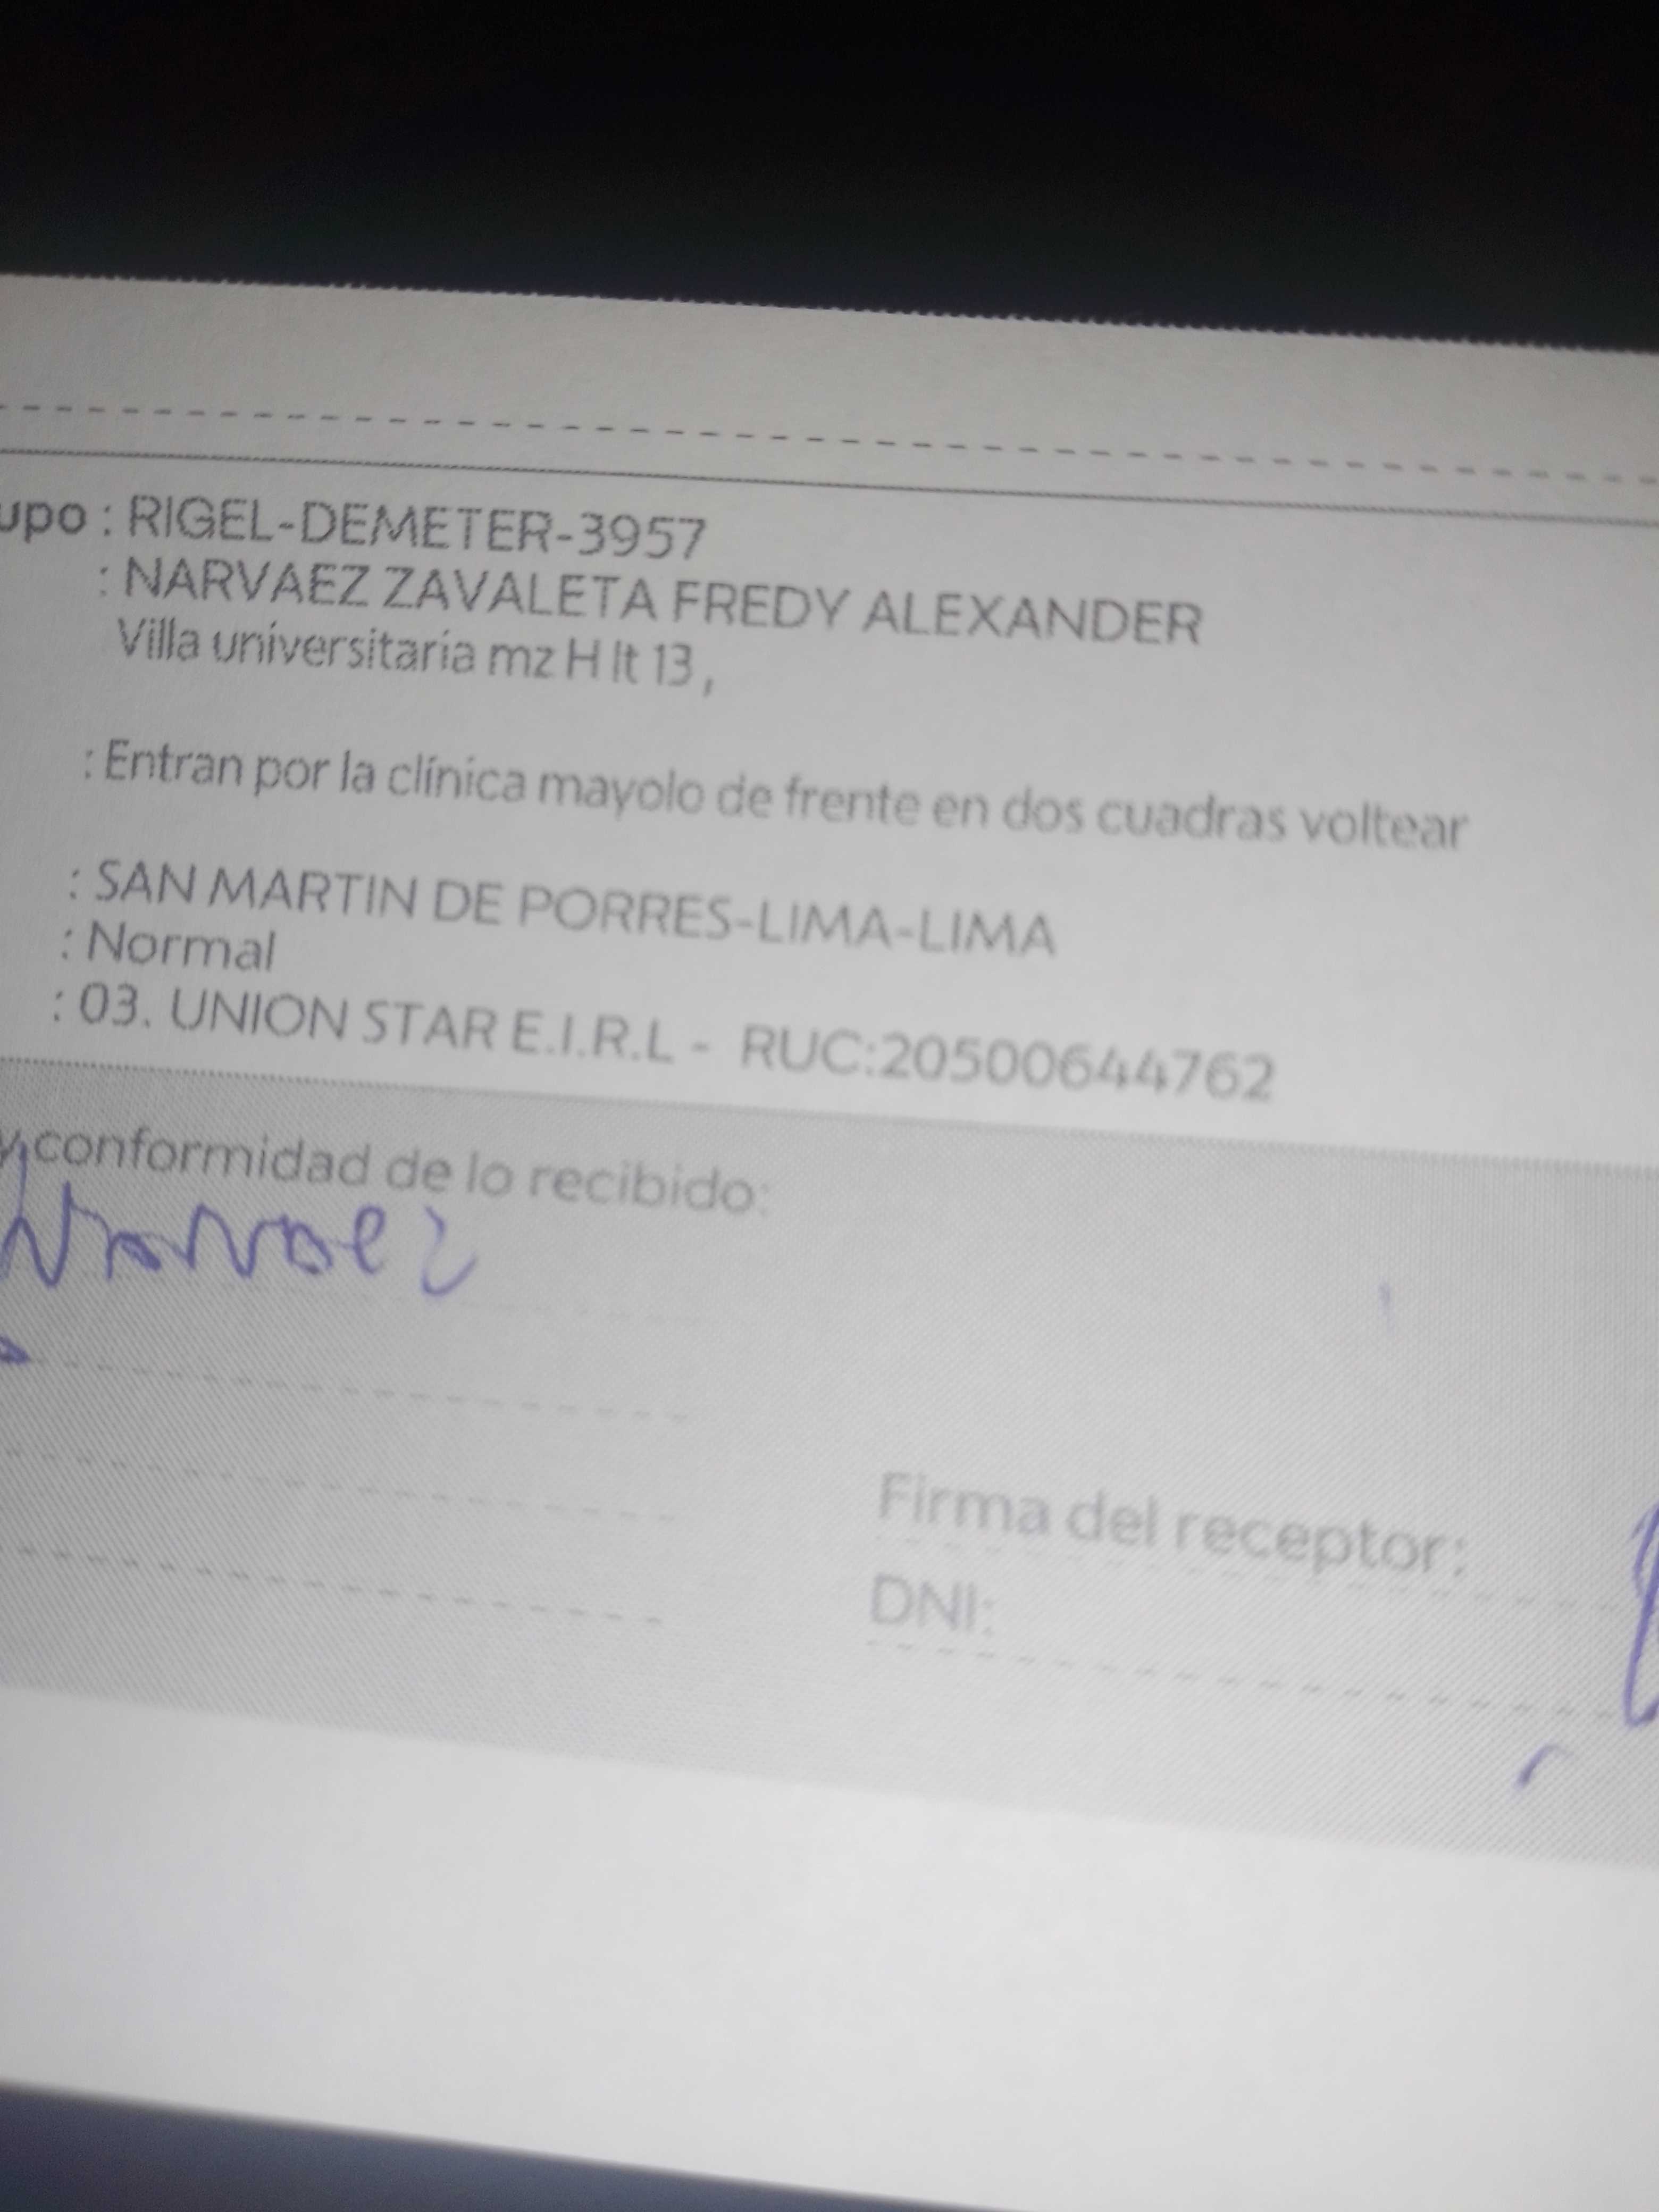 upo : RIGEL-DEMETER-3957
: NARVAEZ ZAVALETA FREDY ALEXANDER
Villa universitaria mz H lt 13 ,
: Entran por la clínica mayolo de frente en dos cuadras voltear
: SAN MARTIN DE PORRES-LIMA-LIMA
: Normal
: 03. UNION STAR E.I.R.L - RUC:20500644762
y conformidad de lo recibido:
Narvaez
Firma del receptor:
DNI: